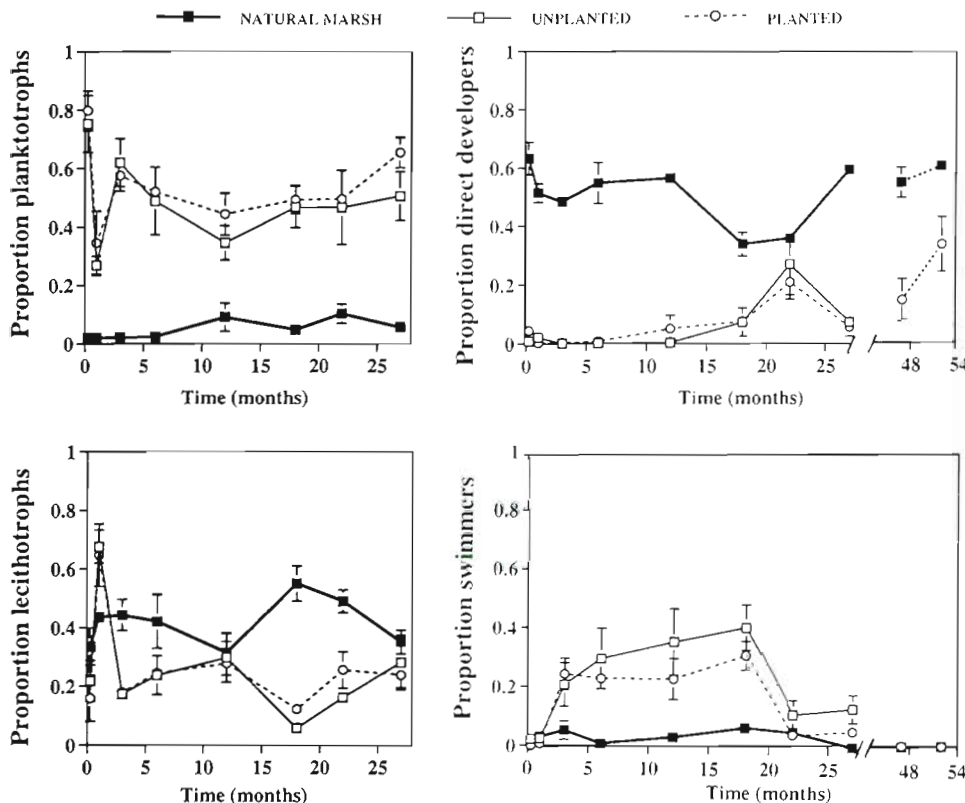 NATURAL MARSH UNPLANTED PLANTED
Proportion planktotrophs
1
0.8
0.6
0.4
0.2
0
0 5 10 15 20 25
Time (months)
Proportion direct developers
1
0.8
0.6
0.4
0.2
0
0 5 10 15 20 25 48 54
Time (months)
Proportion lecithotrophs
1
0.8
0.6
0.4
0.2
0
0 5 10 15 20 25
Time (months)
Proportion swimmers
1
0.8
0.6
0.4
0.2
0
0 5 10 15 20 25 48 54
Time (months)